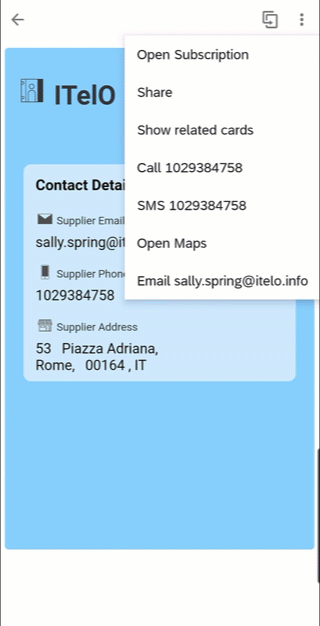 ITelO
Open Subscription
Share
Show related cards
Call 1029384758
SMS 1029384758
Open Maps
Email sally.spring@itelo.info
Contact Detai
Supplier Email
sally.spring@it
Supplier Phone
1029384758
Supplier Address
53 Piazza Adriana,
Rome, 00164 , IT